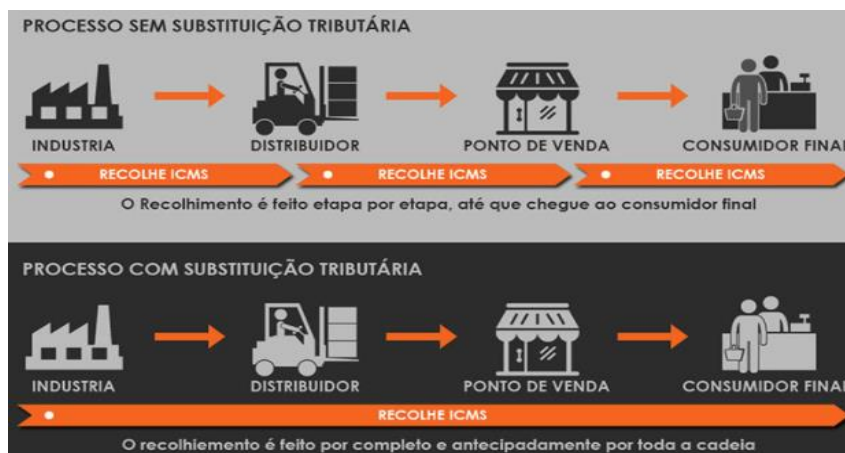 PROCESSO SEM SUBSTITUIÇÃO TRIBUTÁRIA
INDUSTRIA DISTRIBUIDOR PONTO DE VENDA CONSUMIDOR FINAL
RECOLHE ICMS RECOLHE ICMS RECOLHE ICMS
O Recolhimento é feito etapa por etapa, até que chegue ao consumidor final
PROCESSO COM SUBSTITUIÇÃO TRIBUTÁRIA
INDUSTRIA DISTRIBUIDOR PONTO DE VENDA CONSUMIDOR FINAL
RECOLHE ICMS
O recolhiemento é feito por completo e antecipadamente por toda a cadeia